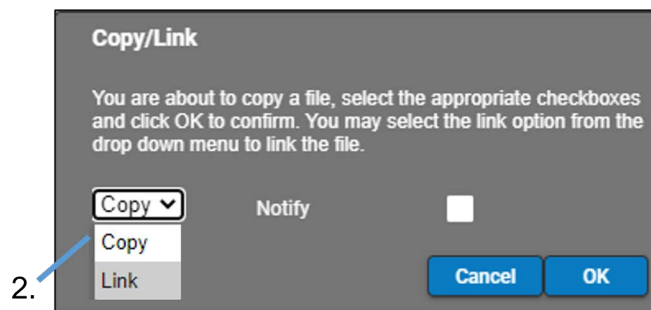 Copy/Link
You are about to copy a file, select the appropriate checkboxes
and click OK to confirm. You may select the link option from the
drop down menu to link the file.
Copy Notify
Copy
Link
2.
Cancel OK